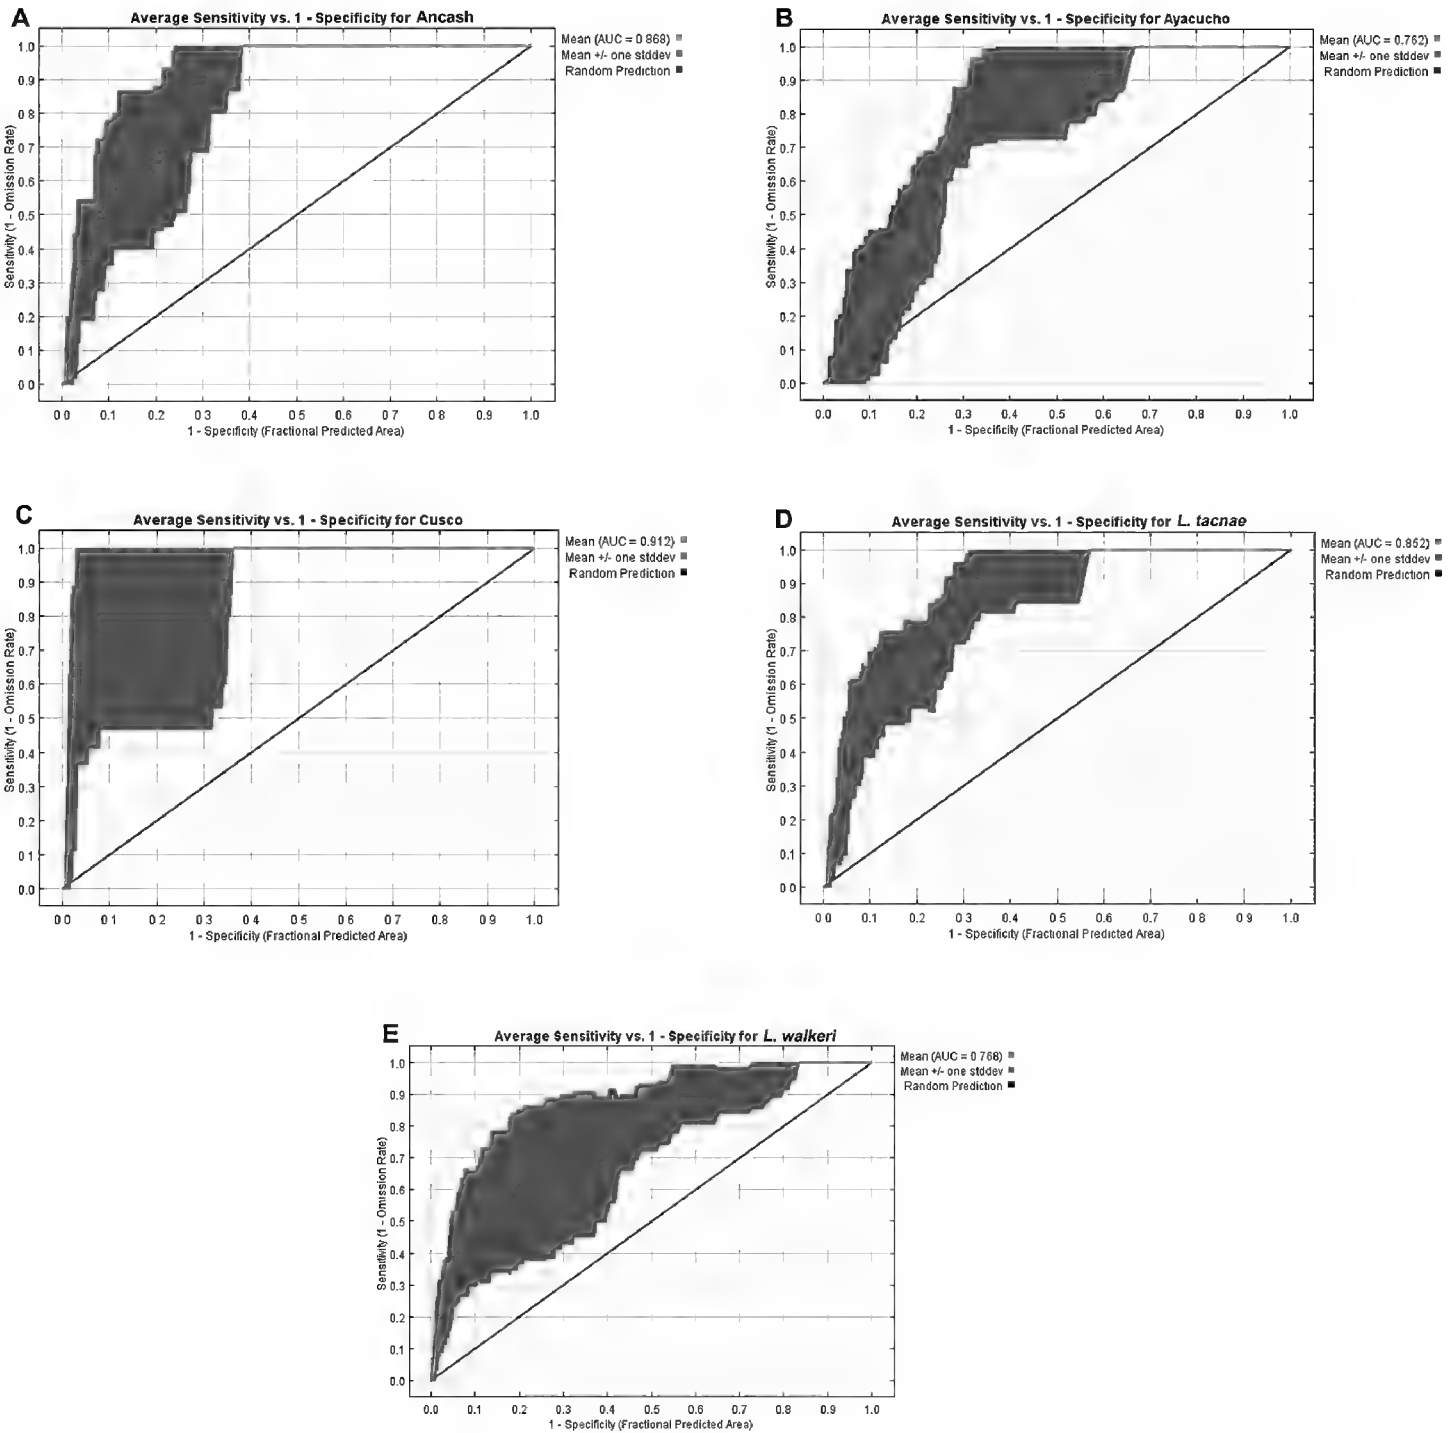 A
Average Sensitivity vs. 1 - Specificity for Ancash
Mean (AUC = 0.868)
Mean +/- one stddev
Random Prediction
Sensitivity (1 - Omission Rate)
1.0
0.9
0.8
0.7
0.6
0.5
0.4
0.3
0.2
0.1
0.0
0.0 0.1 0.2 0.3 0.4 0.5 0.6 0.7 0.8 0.9 1.0
1 - Specificity (Fractional Predicted Area)
B
Average Sensitivity vs. 1 - Specificity for Ayacucho
Mean (AUC = 0.762)
Mean +/- one stddev
Random Prediction
Sensitivity (1 - Omission Rate)
1.0
0.9
0.8
0.7
0.6
0.5
0.4
0.3
0.2
0.1
0.0
0.0 0.1 0.2 0.3 0.4 0.5 0.6 0.7 0.8 0.9 1.0
1 - Specificity (Fractional Predicted Area)
C
Average Sensitivity vs. 1 - Specificity for Cusco
Mean (AUC = 0.912)
Mean +/- one stddev
Random Prediction
Sensitivity (1 - Omission Rate)
1.0
0.9
0.8
0.7
0.6
0.5
0.4
0.3
0.2
0.1
0.0
0.0 0.1 0.2 0.3 0.4 0.5 0.6 0.7 0.8 0.9 1.0
1 - Specificity (Fractional Predicted Area)
D
Average Sensitivity vs. 1 - Specificity for L. tacnae
Mean (AUC = 0.852)
Mean +/- one stddev
Random Prediction
Sensitivity (1 - Omission Rate)
1.0
0.9
0.8
0.7
0.6
0.5
0.4
0.3
0.2
0.1
0.0
0.0 0.1 0.2 0.3 0.4 0.5 0.6 0.7 0.8 0.9 1.0
1 - Specificity (Fractional Predicted Area)
E
Average Sensitivity vs. 1 - Specificity for L. walkeri
Mean (AUC = 0.768)
Mean +/- one stddev
Random Prediction
Sensitivity (1 - Omission Rate)
1.0
0.9
0.8
0.7
0.6
0.5
0.4
0.3
0.2
0.1
0.0
0.0 0.1 0.2 0.3 0.4 0.5 0.6 0.7 0.8 0.9 1.0
1 - Specificity (Fractional Predicted Area)